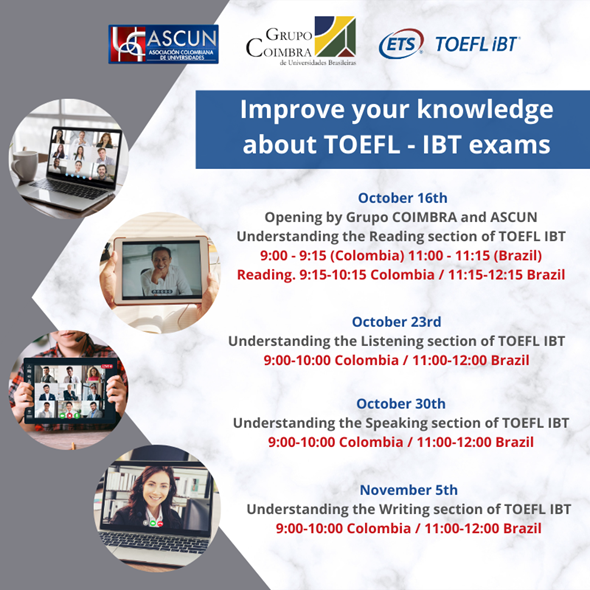 ASCUN
ASOCIACIÓN COLOMBIANA
DE UNIVERSIDADES
GRUPO
COIMBRA
de Universidades Brasileiras
ETS TOEFL iBT
Improve your knowledge
about TOEFL - IBT exams
October 16th
Opening by Grupo COIMBRA and ASCUN
Understanding the Reading section of TOEFL IBT
9:00 - 9:15 (Colombia) 11:00 - 11:15 (Brazil)
Reading. 9:15-10:15 Colombia / 11:15-12:15 Brazil
October 23rd
Understanding the Listening section of TOEFL IBT
9:00-10:00 Colombia / 11:00-12:00 Brazil
October 30th
Understanding the Speaking section of TOEFL IBT
9:00-10:00 Colombia / 11:00-12:00 Brazil
November 5th
Understanding the Writing section of TOEFL IBT
9:00-10:00 Colombia / 11:00-12:00 Brazil